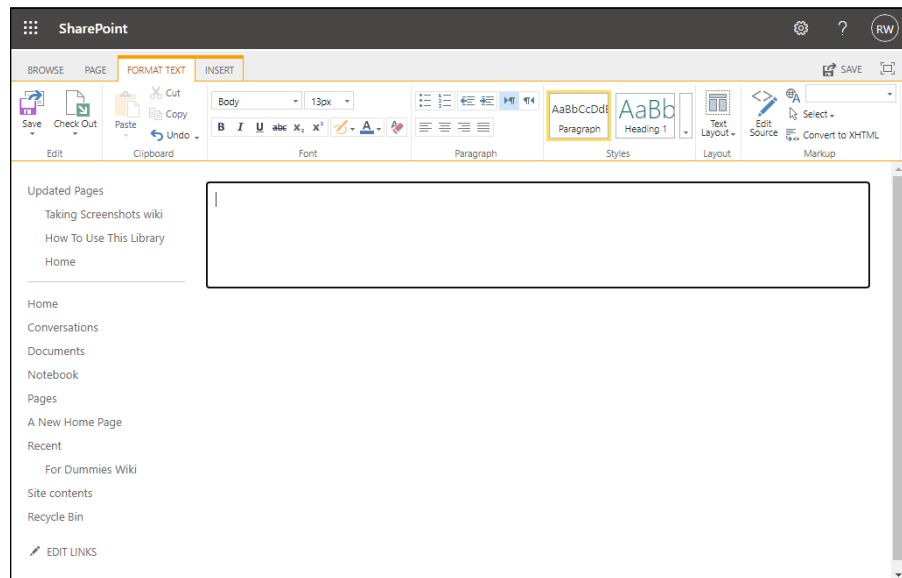 SharePoint ? RW
BROWSE PAGE FORMAT TEXT INSERT SAVE
Save Check Out Paste Cut Copy Undo
Body 13px
B I U abc X₂ X² A
AaBbCcDdE Paragraph AaBb Heading 1
Text Layout Edit Source Select Convert to XHTML
Edit Clipboard Font Paragraph Styles Layout Markup
Updated Pages
Taking Screenshots wiki
How To Use This Library
Home
Home
Conversations
Documents
Notebook
Pages
A New Home Page
Recent
For Dummies Wiki
Site contents
Recycle Bin
EDIT LINKS